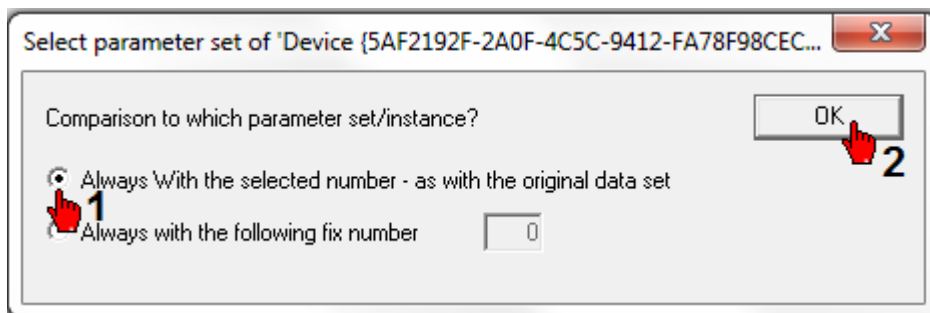 Select parameter set of 'Device {5AF2192F-2A0F-4C5C-9412-FA78F98CEC...
Comparison to which parameter set/instance?
OK
2
Always With the selected number - as with the original data set
1
Always with the following fix number
0